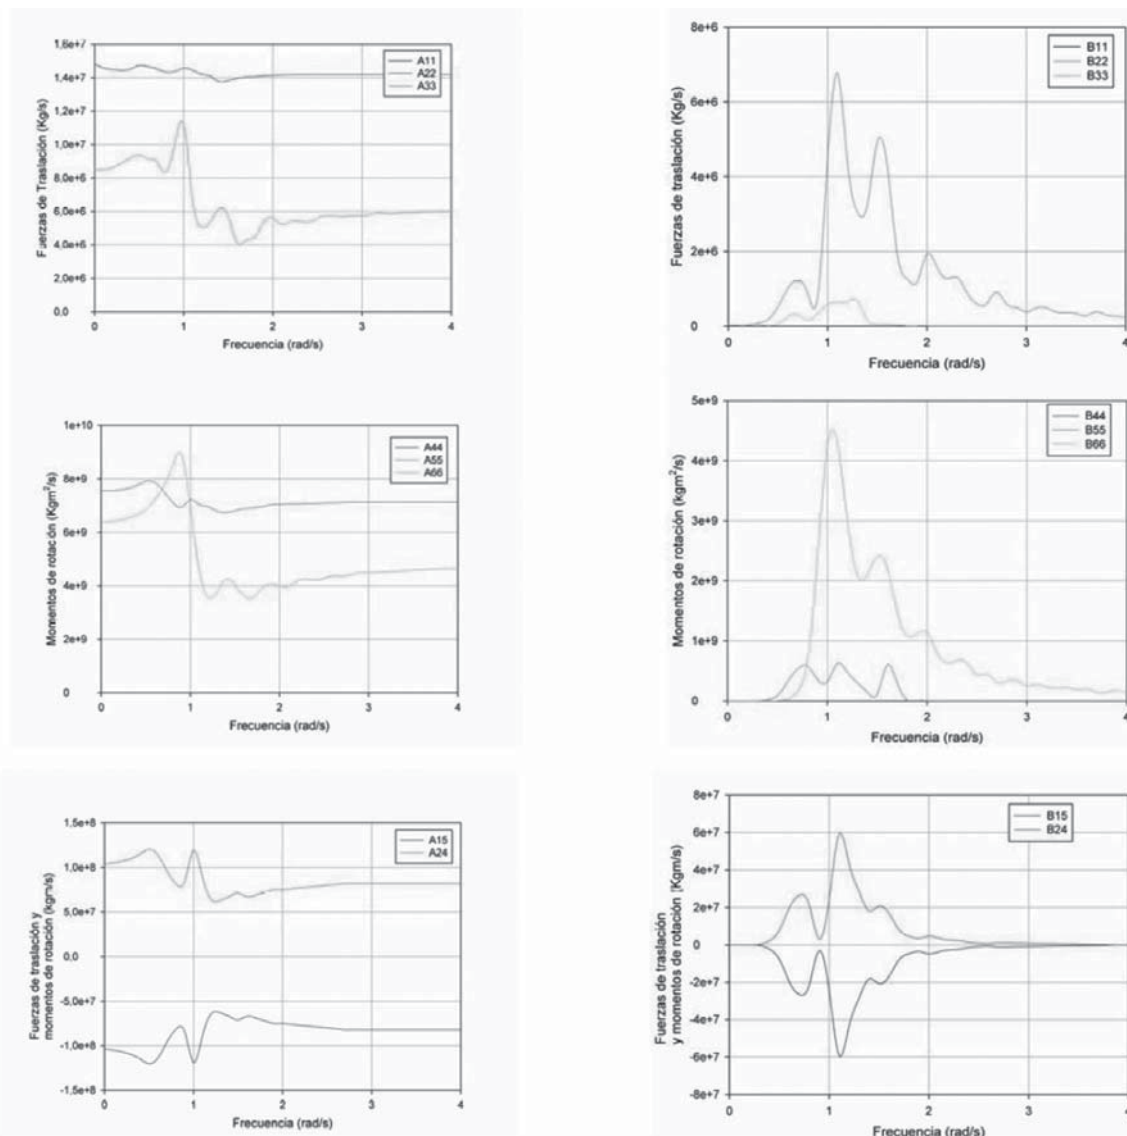 1,6e+7
1,4e+7
1,2e+7
1,0e+7
8,0e+6
6,0e+6
4,0e+6
2,0e+6
0,0
Fuerzas de Traslación (Kg/s)
A11
A22
A33
0 1 2 3 4
Frecuencia (rad/s)
8e+6
6e+6
4e+6
2e+6
0
Fuerzas de traslación (Kg/s)
B11
B22
B33
0 1 2 3 4
Frecuencia (rad/s)
1e+10
8e+9
6e+9
4e+9
2e+9
0
Momentos de rotación (Kgm²/s)
A44
A55
A66
0 1 2 3 4
Frecuencia (rad/s)
5e+9
4e+9
3e+9
2e+9
1e+9
0
Momentos de rotación (kgm²/s)
B44
B55
B66
0 1 2 3 4
Frecuencia (rad/s)
1,5e+8
1,0e+8
5,0e+7
0,0
-5,0e+7
-1,0e+8
-1,5e+8
Fuerzas de traslación y
momentos de rotación (kgm/s)
A15
A24
0 1 2 3 4
Frecuencia (rad/s)
8e+7
6e+7
4e+7
2e+7
0
-2e+7
-4e+7
-6e+7
-8e+7
Fuerzas de traslación
y momentos de rotación (Kgm/s)
B15
B24
0 1 2 3 4
Frecuencia (rad/s)